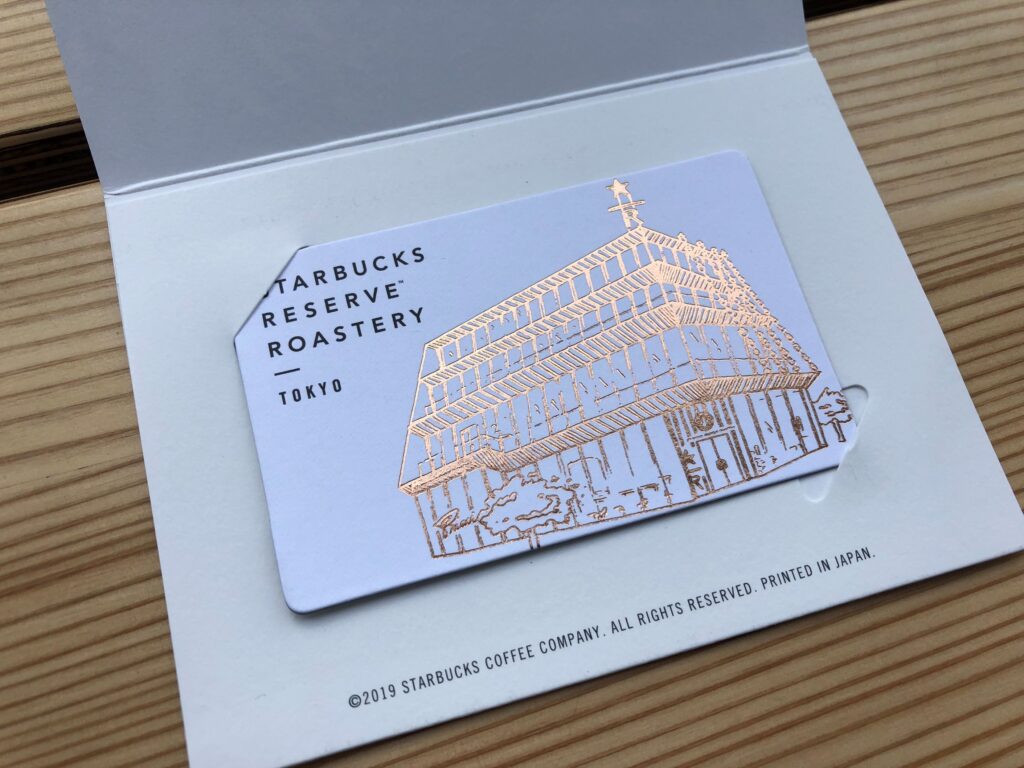 STARBUCKS
RESERVE™
ROASTERY
—
TOKYO
R
R
©2019 STARBUCKS COFFEE COMPANY. ALL RIGHTS RESERVED. PRINTED IN JAPAN.